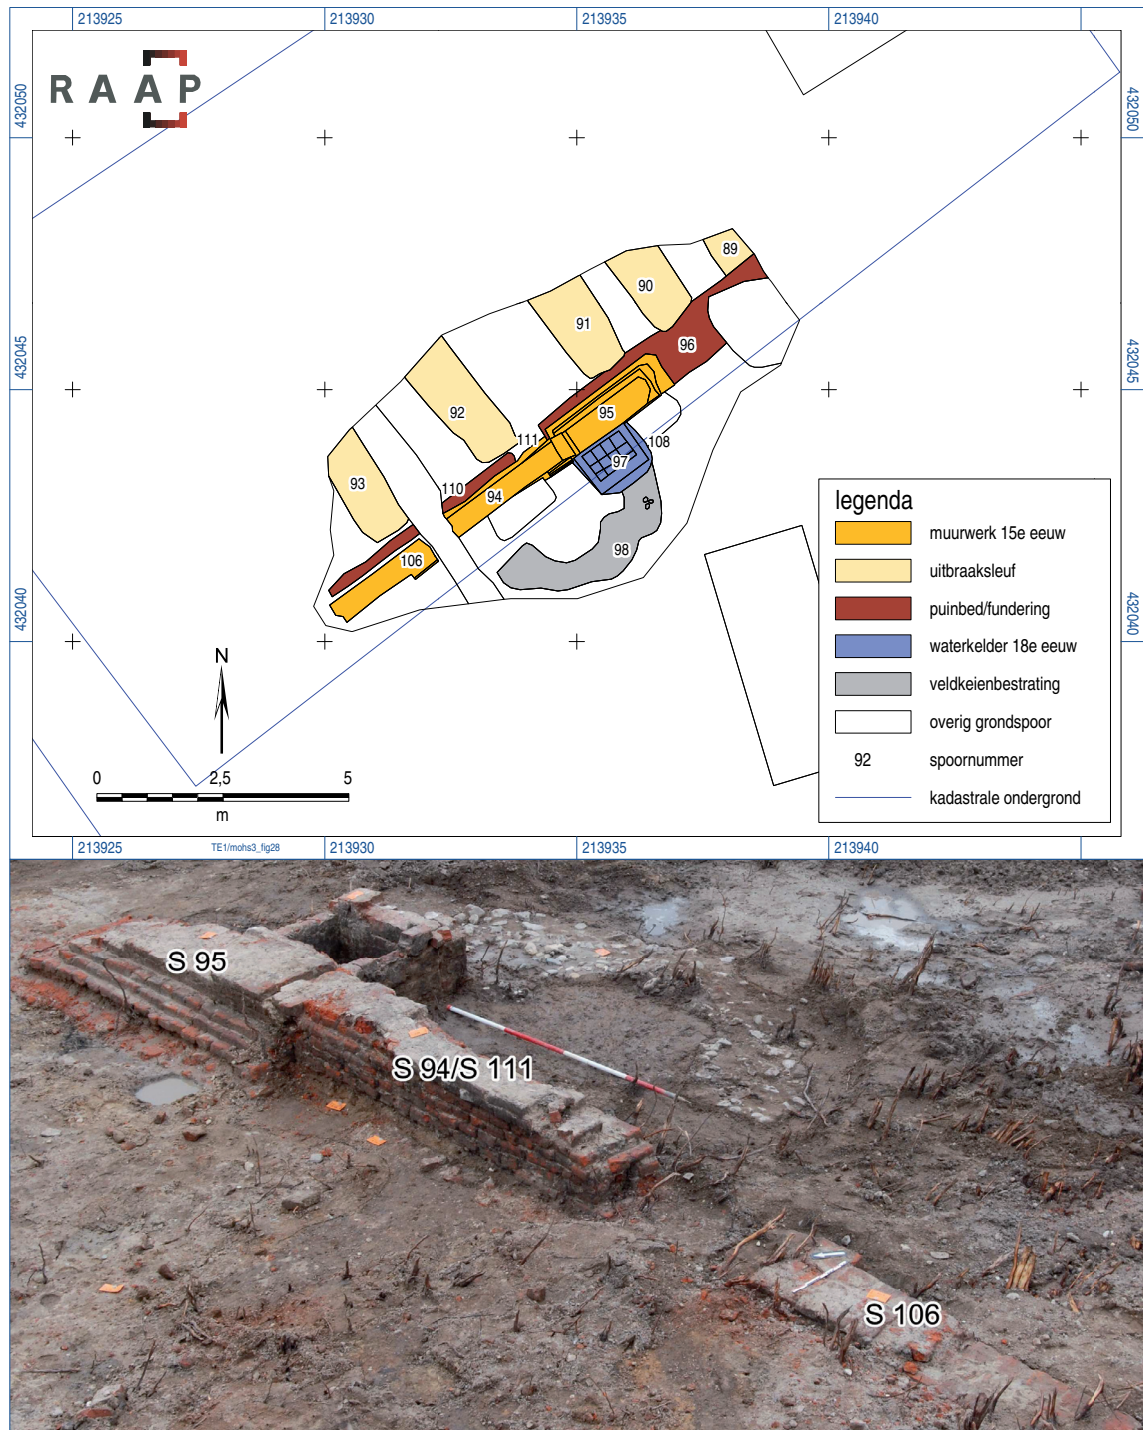 213925 213930 213935 213940
RAAP
432050 432050
89
90
91
96
432045 432045
92
95
111
108
97
93
110
94
98
106
legenda
muurwerk 15e eeuw
uitbraaksleuf
puinbed/fundering
waterkelder 18e eeuw
veldkeienbestrating
overig grondspoor
92 spoornummer
kadastrale ondergrond
432040 432040
N
0 2,5 5
m
213925 TE1/mohs3_fig28 213930 213935 213940
S 95
S 94/S 111
S 106